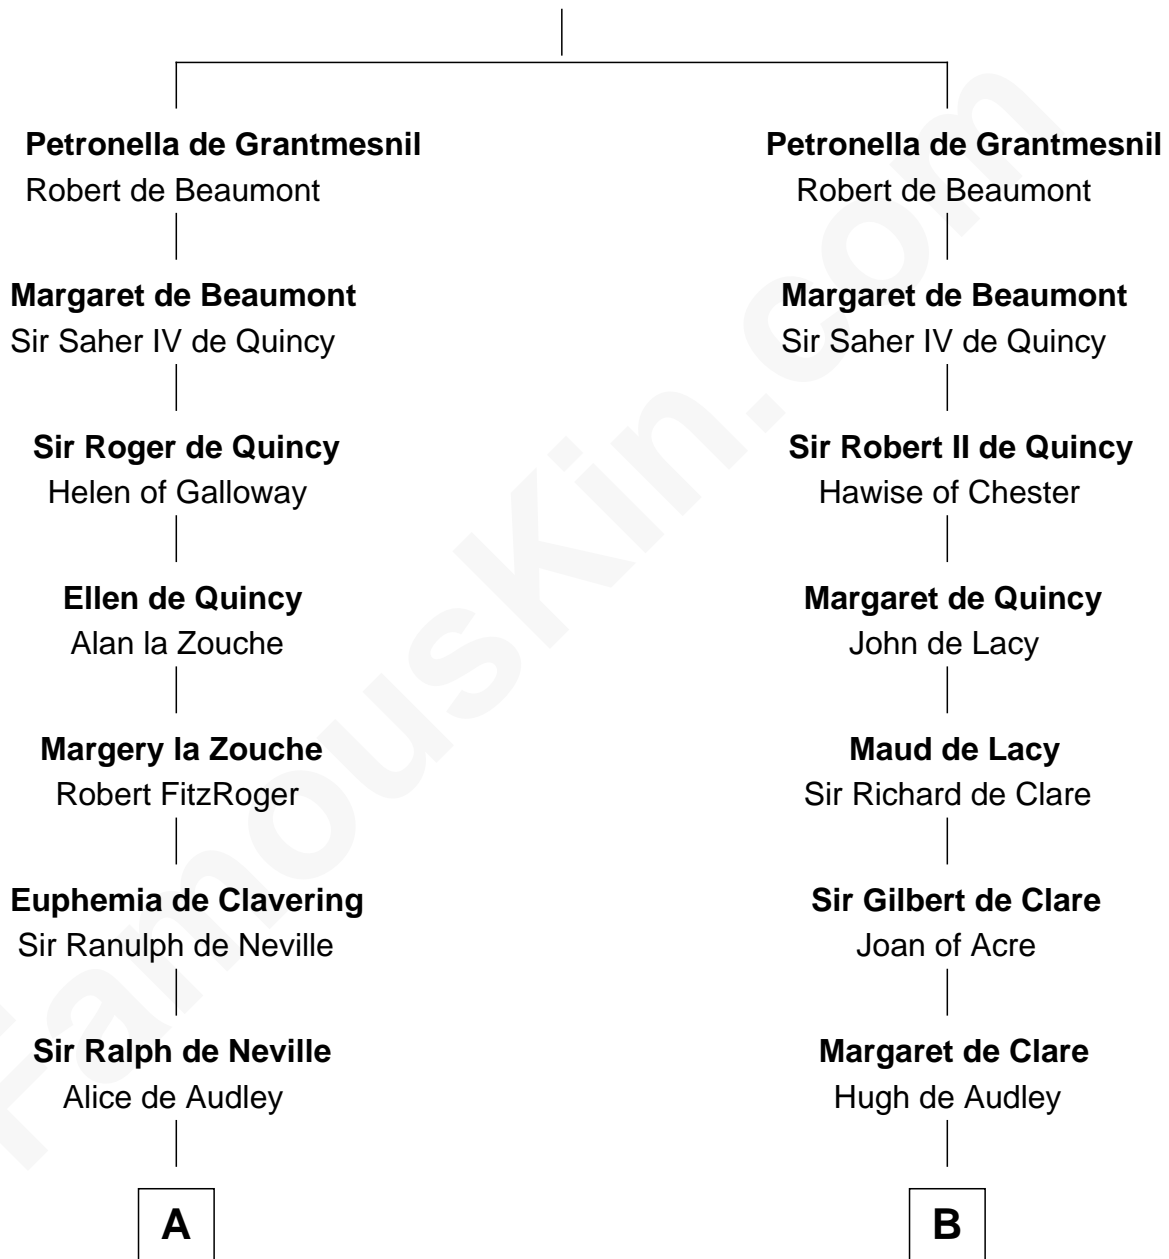 Petronella de Grantmesnil
Robert de Beaumont
Margaret de Beaumont
Sir Saher IV de Quincy
Sir Roger de Quincy
Helen of Galloway
Ellen de Quincy
Alan la Zouche
Margery la Zouche
Robert FitzRoger
Euphemia de Clavering
Sir Ranulph de Neville
Sir Ralph de Neville
Alice de Audley
A
Petronella de Grantmesnil
Robert de Beaumont
Margaret de Beaumont
Sir Saher IV de Quincy
Sir Robert II de Quincy
Hawise of Chester
Margaret de Quincy
John de Lacy
Maud de Lacy
Sir Richard de Clare
Sir Gilbert de Clare
Joan of Acre
Margaret de Clare
Hugh de Audley
B
FamousKin.com